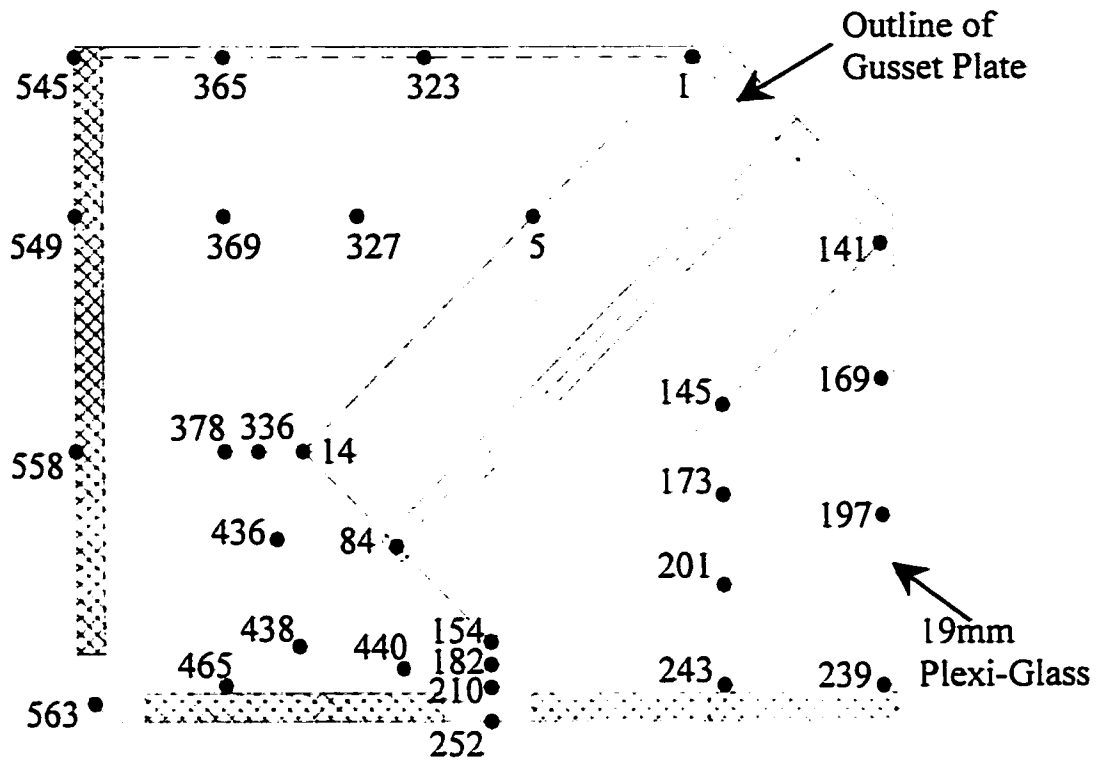 Outline of
Gusset Plate
545 365 323 1
549 369 327 5 141
145 169
378 336 14
558
173
436 84 197
201
438 440 154
19mm
465 182
Plexi-Glass
210 243 239
563
252